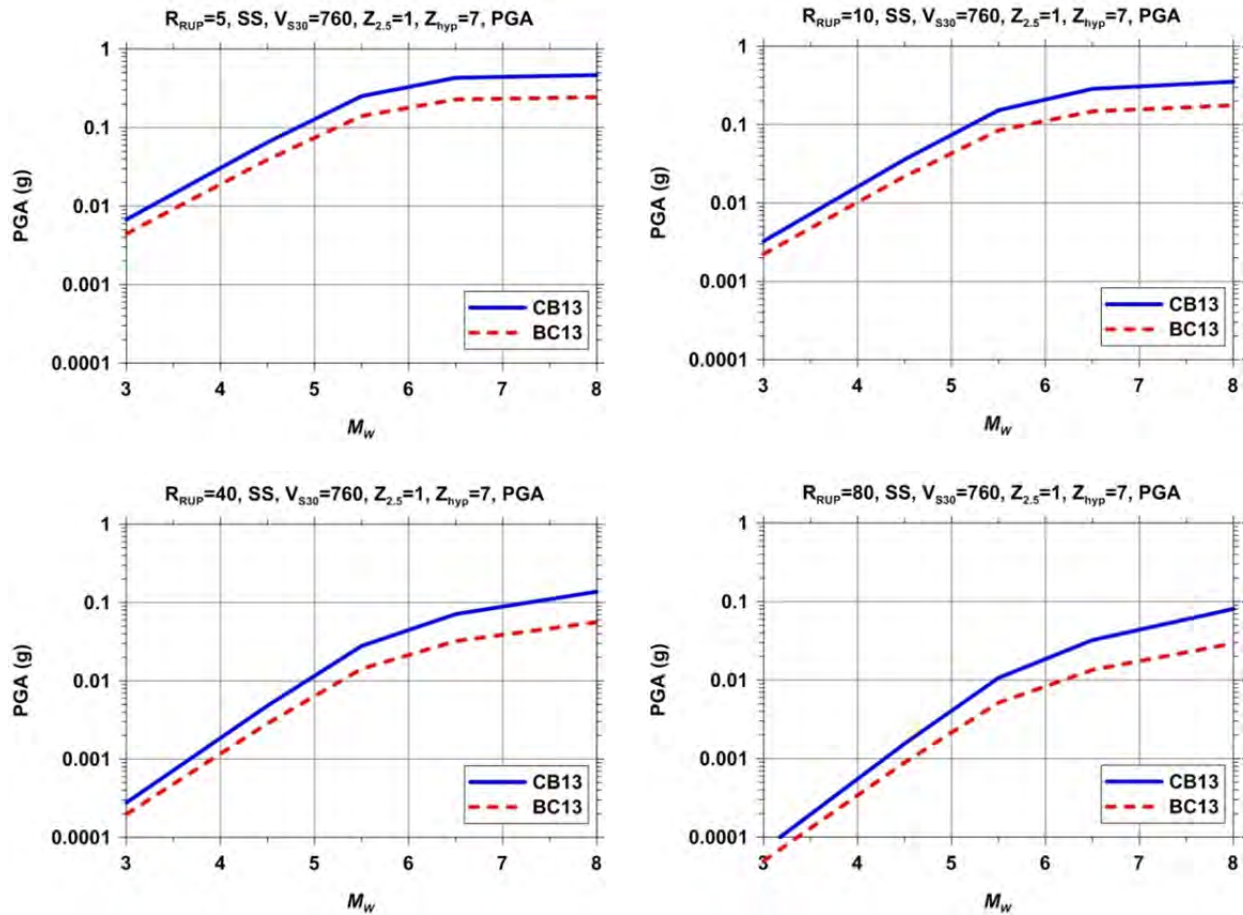 R_RUP=5, SS, V_S30=760, Z_2.5=1, Z_hyp=7, PGA
1
0.1
0.01
0.001
0.0001
PGA (g)
CB13
BC13
3 4 5 6 7 8
M_W
R_RUP=10, SS, V_S30=760, Z_2.5=1, Z_hyp=7, PGA
1
0.1
0.01
0.001
0.0001
PGA (g)
CB13
BC13
3 4 5 6 7 8
M_W
R_RUP=40, SS, V_S30=760, Z_2.5=1, Z_hyp=7, PGA
1
0.1
0.01
0.001
0.0001
PGA (g)
CB13
BC13
3 4 5 6 7 8
M_W
R_RUP=80, SS, V_S30=760, Z_2.5=1, Z_hyp=7, PGA
1
0.1
0.01
0.001
0.0001
PGA (g)
CB13
BC13
3 4 5 6 7 8
M_W